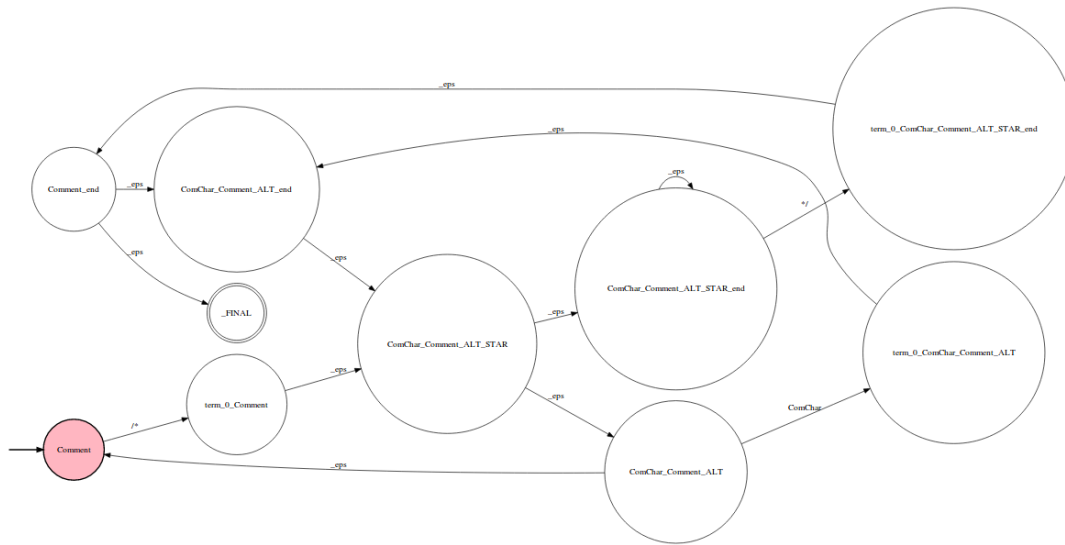 _eps
term_0_ComChar_Comment_ALT_STAR_end
_eps
_eps
Comment_end
_eps
ComChar_Comment_ALT_end
*/
_eps
_eps
ComChar_Comment_ALT_STAR_end
_FINAL
_eps
ComChar_Comment_ALT_STAR
term_0_ComChar_Comment_ALT
_eps
_eps
term_0_Comment
ComChar
/*
Comment
_eps
ComChar_Comment_ALT